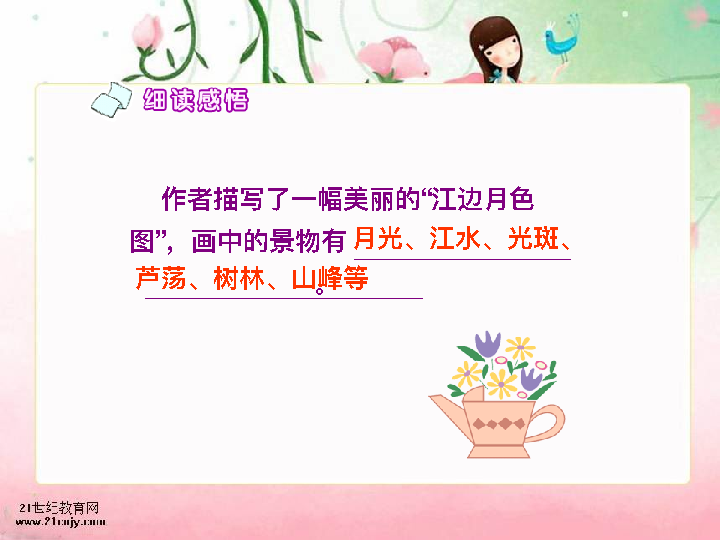 细读感悟
作者描写了一幅美丽的“江边月色
图”，画中的景物有月光、江水、光斑、
芦荡、树林、山峰等。
21世纪教育网
www.21cnjy.com